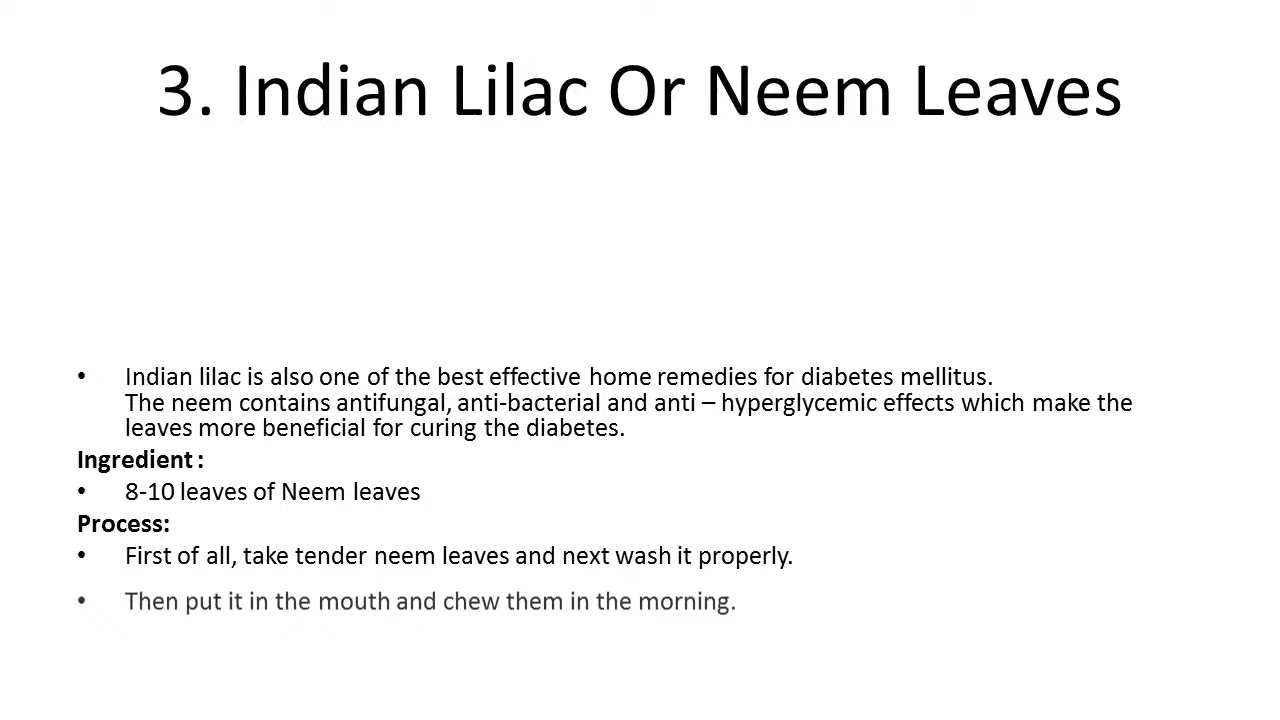 3. Indian Lilac Or Neem Leaves
• Indian lilac is also one of the best effective home remedies for diabetes mellitus.
The neem contains antifungal, anti-bacterial and anti – hyperglycemic effects which make the
leaves more beneficial for curing the diabetes.
Ingredient :
• 8-10 leaves of Neem leaves
Process:
• First of all, take tender neem leaves and next wash it properly.
• Then put it in the mouth and chew them in the morning.